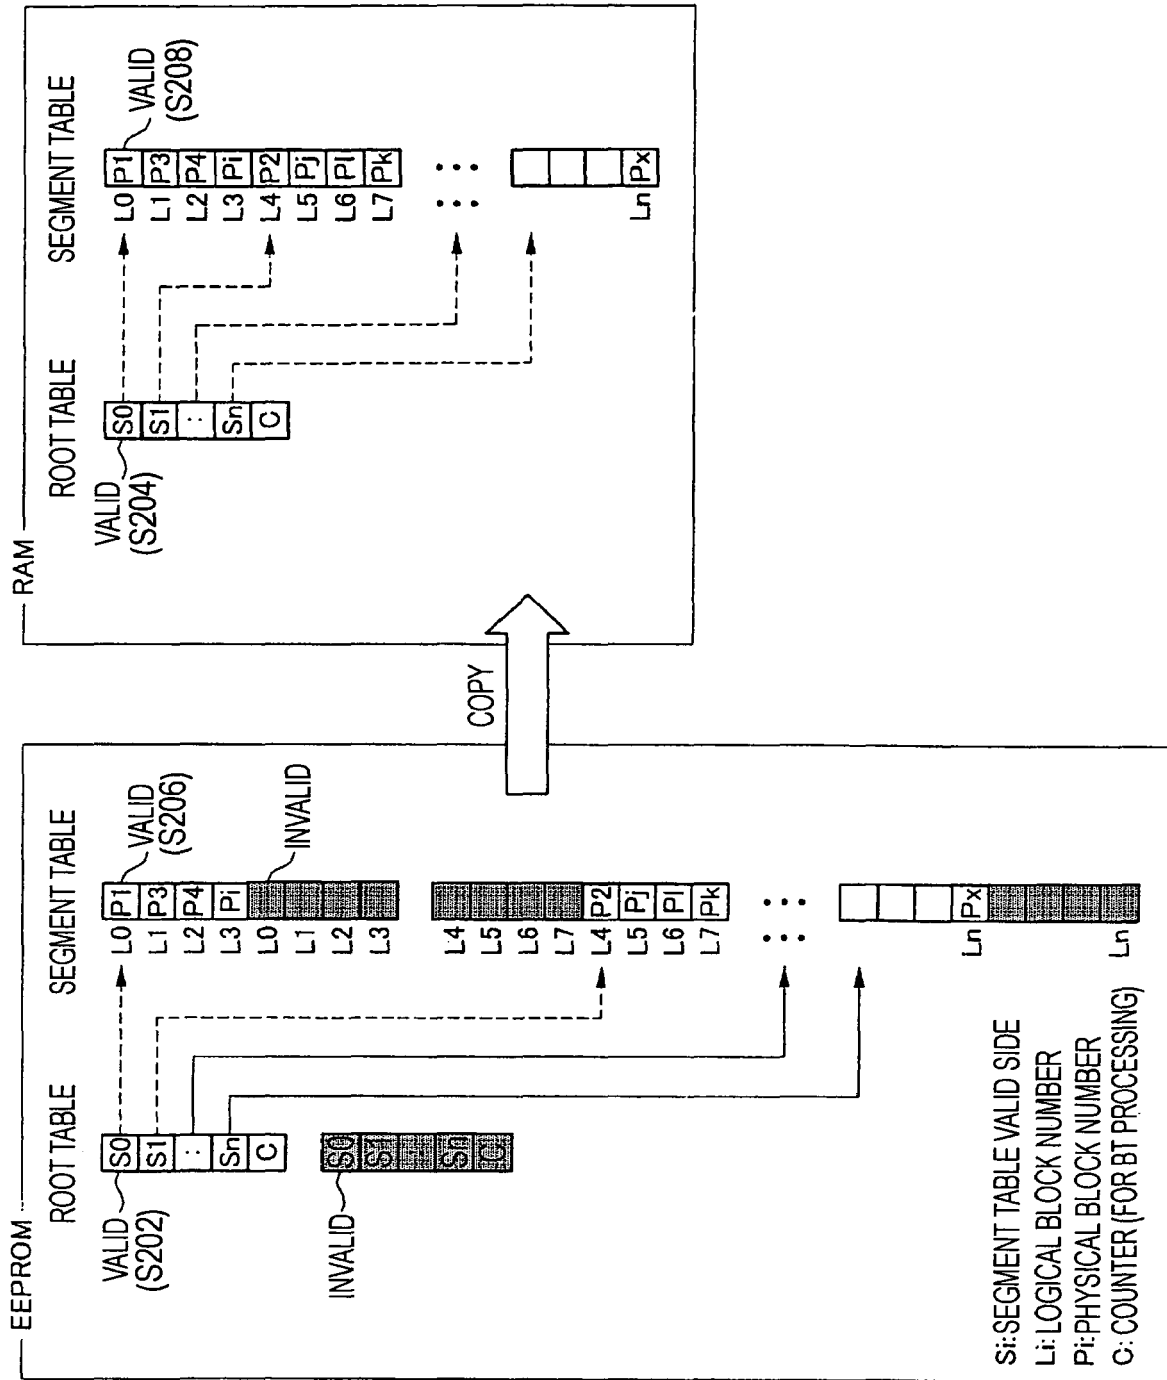 EEPROM
ROOT TABLE
SEGMENT TABLE
VALID
(S202)
S0
S1
:
Sn
C
INVALID
S0
S1
:
Sn
C
L0 P1
L1 P3
L2 P4
L3 Pi
L0
L1
L2
L3
VALID
(S206)
INVALID
L4
L5
L6
L7
L4 P2
L5 Pj
L6 Pl
L7 Pk
Ln Px
Ln
Si:SEGMENT TABLE VALID SIDE
Li: LOGICAL BLOCK NUMBER
Pi:PHYSICAL BLOCK NUMBER
C: COUNTER (FOR BT PROCESSING)
COPY
RAM
ROOT TABLE
SEGMENT TABLE
VALID
(S204)
S0
S1
:
Sn
C
L0 P1
L1 P3
L2 P4
L3 Pi
L4 P2
L5 Pj
L6 Pl
L7 Pk
Ln Px
VALID
(S208)